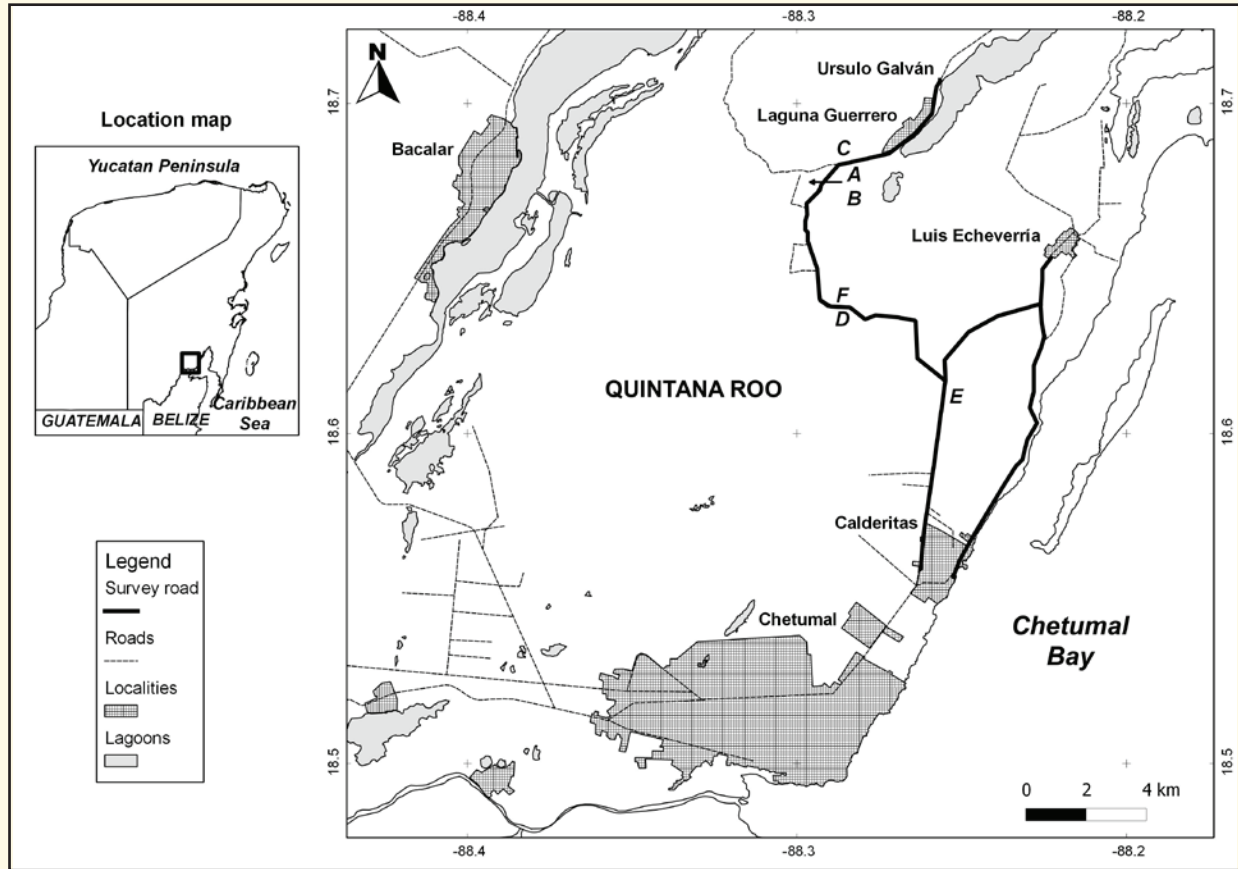 Location map
Yucatan Peninsula
GUATEMALA
BELIZE
Caribbean
Sea
Legend
Survey road
Roads
Localities
Lagoons
-88.4
-88.3
-88.2
N
18.7
18.7
Ursulo Galván
Laguna Guerrero
Bacalar
C
A
B
Luis Echeverría
F
D
QUINTANA ROO
E
18.6
18.6
Calderitas
Chetumal
Chetumal
Bay
18.5
18.5
0 2 4 km
-88.4
-88.3
-88.2